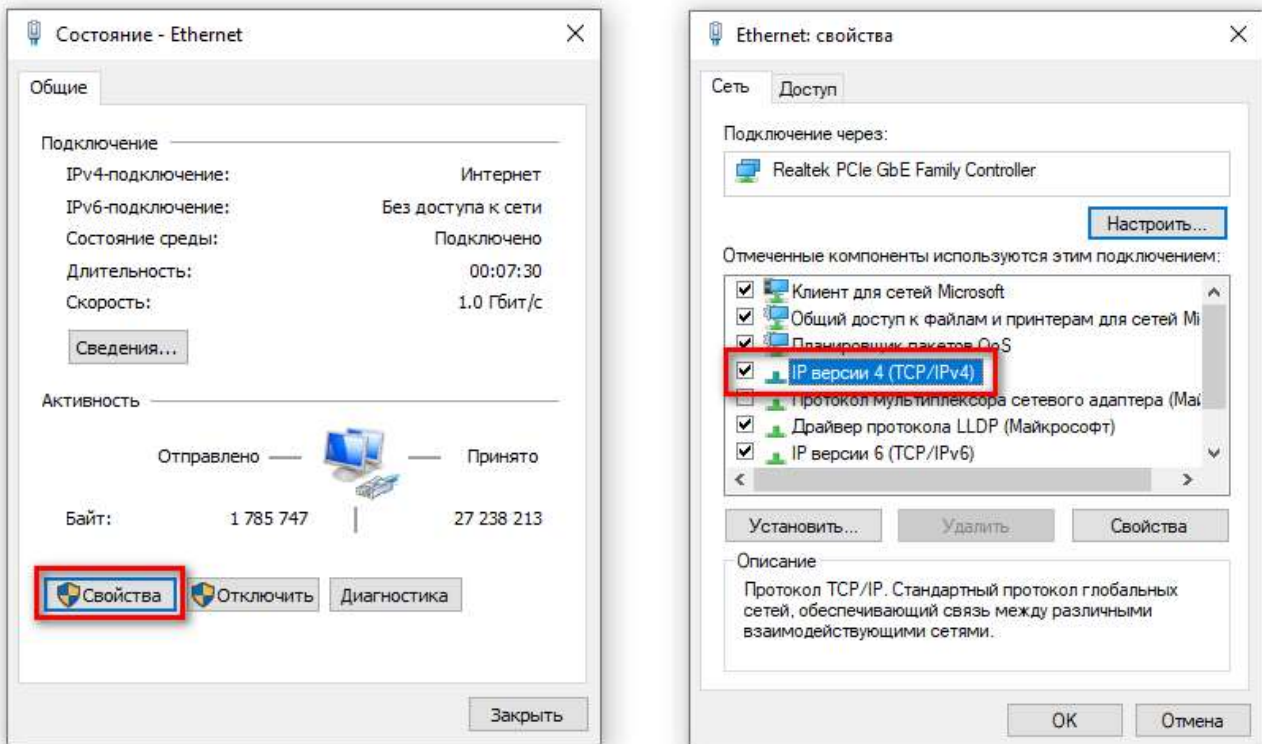 Состояние - Ethernet
Общие
Подключение
IPv4-подключение: Интернет
IPv6-подключение: Без доступа к сети
Состояние среды: Подключено
Длительность: 00:07:30
Скорость: 1.0 Гбит/с
Сведения...
Активность
Отправлено — — Принято
Байт: 1 785 747 27 238 213
Свойства Отключить Диагностика
Закрыть
Ethernet: свойства
Сеть Доступ
Подключение через:
Realtek PCIe GbE Family Controller
Настроить...
Отмеченные компоненты используются этим подключением:
Клиент для сетей Microsoft
Общий доступ к файлам и принтерам для сетей Mi
Планировщик пакетов QoS
IP версии 4 (TCP/IPv4)
Протокол мультиплексора сетевого адаптера (Май
Драйвер протокола LLDP (Майкрософт)
IP версии 6 (TCP/IPv6)
Установить... Удалить Свойства
Описание
Протокол TCP/IP. Стандартный протокол глобальных
сетей, обеспечивающий связь между различными
взаимодействующими сетями.
OK Отмена